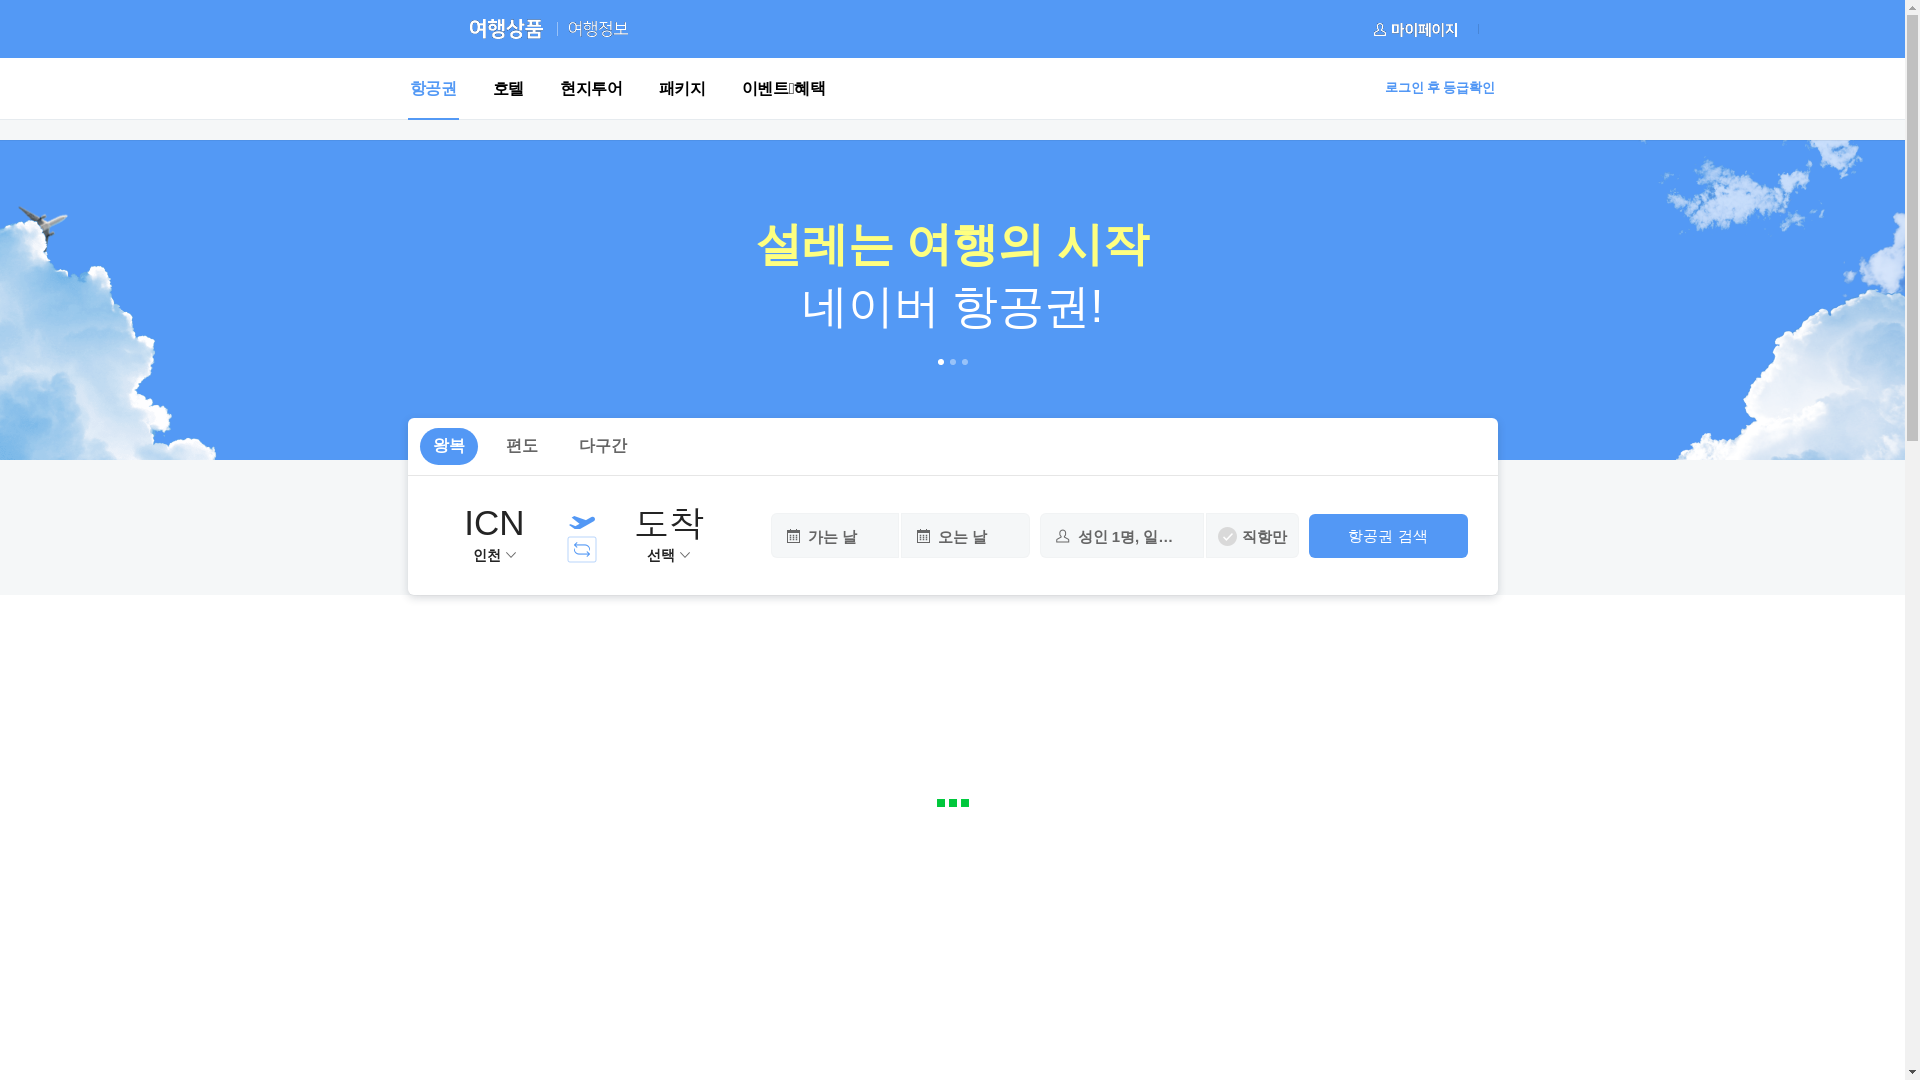 여행상품 여행정보 마이페이지
항공권 호텔 현지투어 패키지 이벤트혜택 로그인 후 등급확인
설레는 여행의 시작
네이버 항공권!
왕복 편도 다구간
ICN 도착
인천 선택
가는 날 오는 날 성인 1명, 일… 직항만 항공권 검색